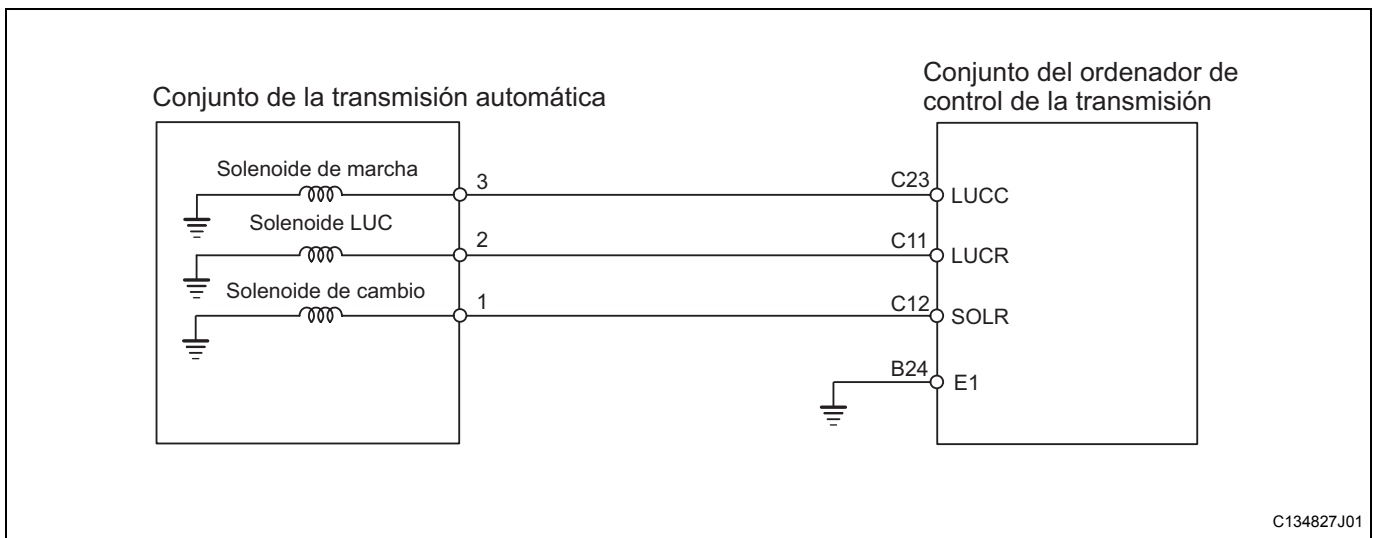 Conjunto de la transmisión automática
Conjunto del ordenador de
control de la transmisión
Solenoide de marcha
3
C23
LUCC
Solenoide LUC
2
C11
LUCR
Solenoide de cambio
1
C12
SOLR
B24
E1
C134827J01